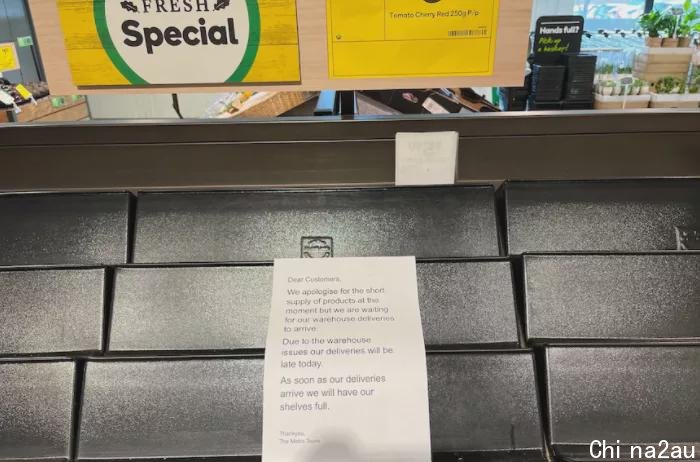 FRESH
Special
Tomato Cherry Red 250g P/p
Hands full?
Pick up a
Dear Customers,
We apologise for the short
supply of products at the
moment but we are waiting
for our warehouse deliveries
to arrive.
Due to the warehouse
issues our deliveries will be
late today.
As soon as our deliveries
arrive we will have our
shelves full.
Thankyou,
The Metro Team
Chi na2au